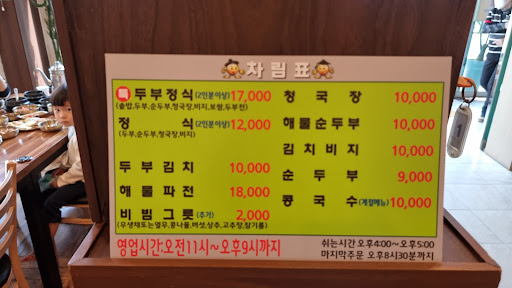 차림표
특 두부정식 (2인분이상) 17,000
(솥밥,두부,순두부,청국장,비지,보쌈,두부전)
정식 (2인분이상) 12,000
(두부,순두부,청국장,비지)
두부김치 10,000
해물파전 18,000
비빔그릇 (추가) 2,000
(무생채또는열무,콩나물,버섯,상추,고추장,참기름)
청국장 10,000
해물순두부 10,000
김치비지 10,000
순두부 9,000
콩국수 (계절메뉴) 10,000
영업시간:오전11시~오후9시까지
쉬는시간 오후4:00~오후5:00
마지막주문 오후8시30분까지